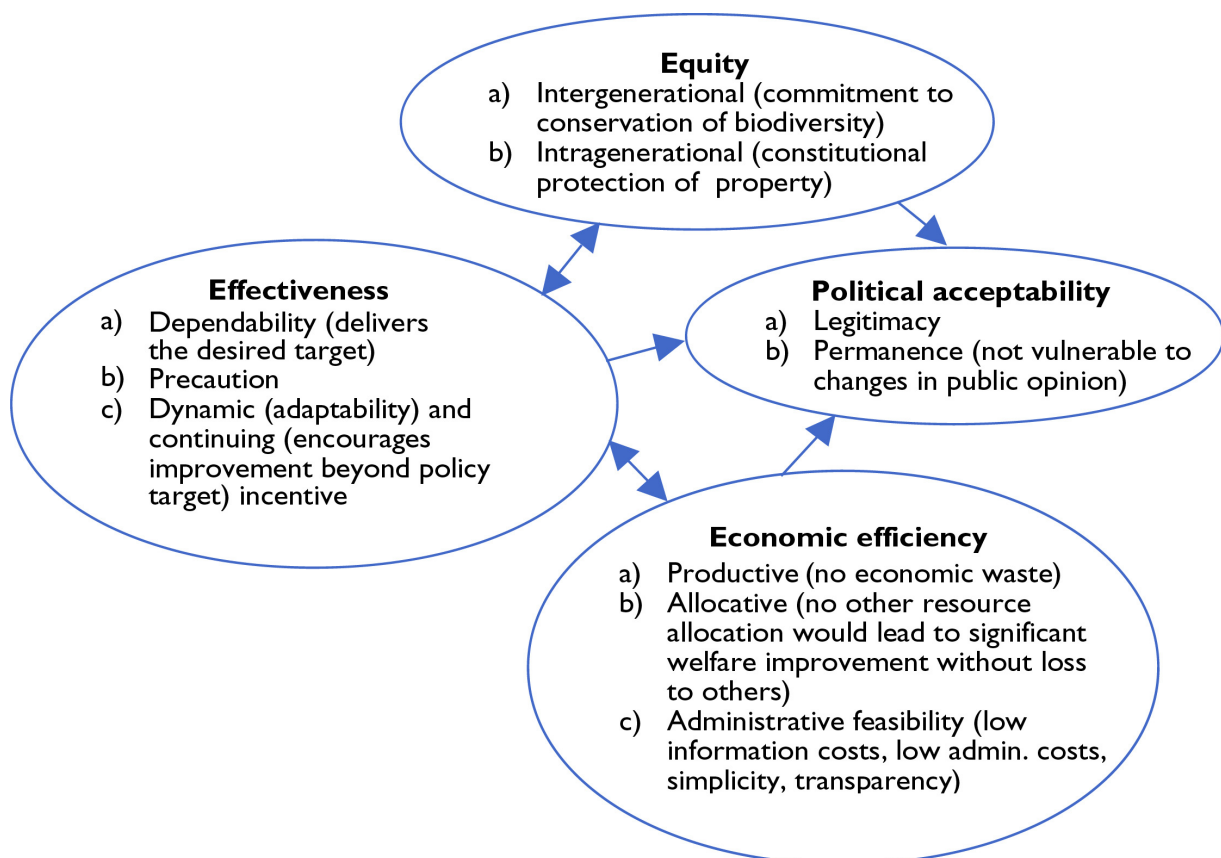 Equity
a) Intergenerational (commitment to
conservation of biodiversity)
b) Intragenerational (constitutional
protection of property)
Effectiveness
a) Dependability (delivers
the desired target)
b) Precaution
c) Dynamic (adaptability) and
continuing (encourages
improvement beyond policy
target) incentive
Political acceptability
a) Legitimacy
b) Permanence (not vulnerable to
changes in public opinion)
Economic efficiency
a) Productive (no economic waste)
b) Allocative (no other resource
allocation would lead to significant
welfare improvement without loss
to others)
c) Administrative feasibility (low
information costs, low admin. costs,
simplicity, transparency)